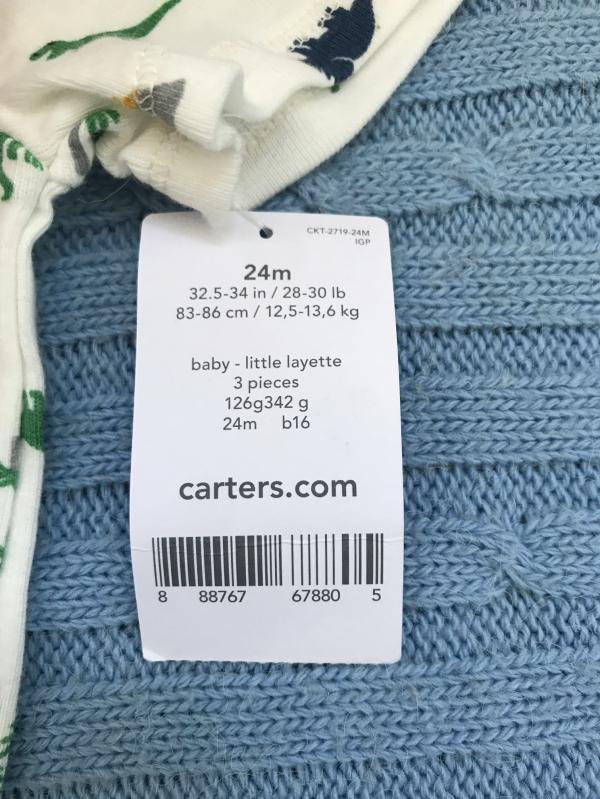 CKT-2719-24M
IGP
24m
32.5-34 in / 28-30 lb
83-86 cm / 12,5-13,6 kg
baby - little layette
3 pieces
126g342 g
24m b16
carters.com
8 88767 67880 5